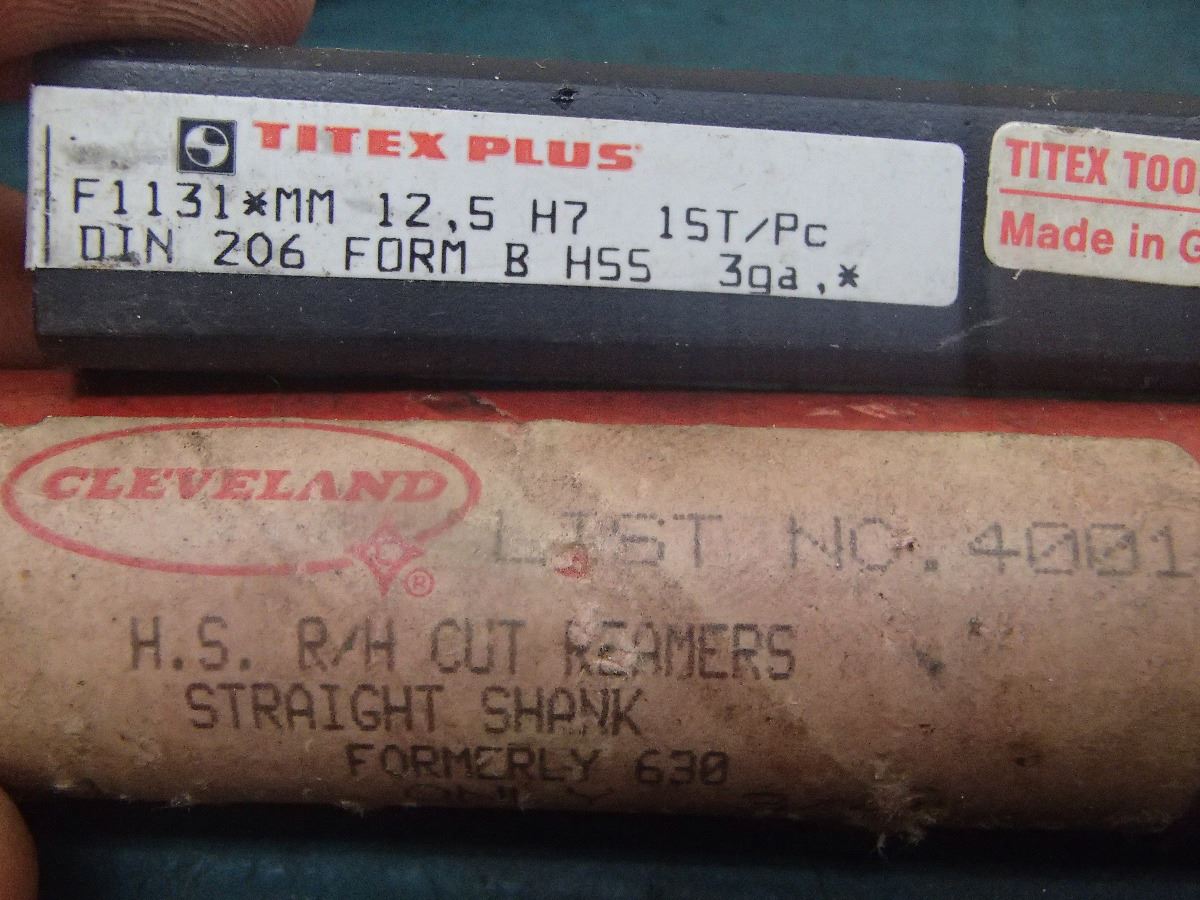 TITEX PLUS
F1131*MM 12,5 H7 1ST/Pc
DIN 206 FORM B HSS 3ga.*
TITEX TOO
Made in G
CLEVELAND
®
LIST NO.4001
H.S. R/H CUT REAMERS
STRAIGHT SHANK
FORMERLY 630